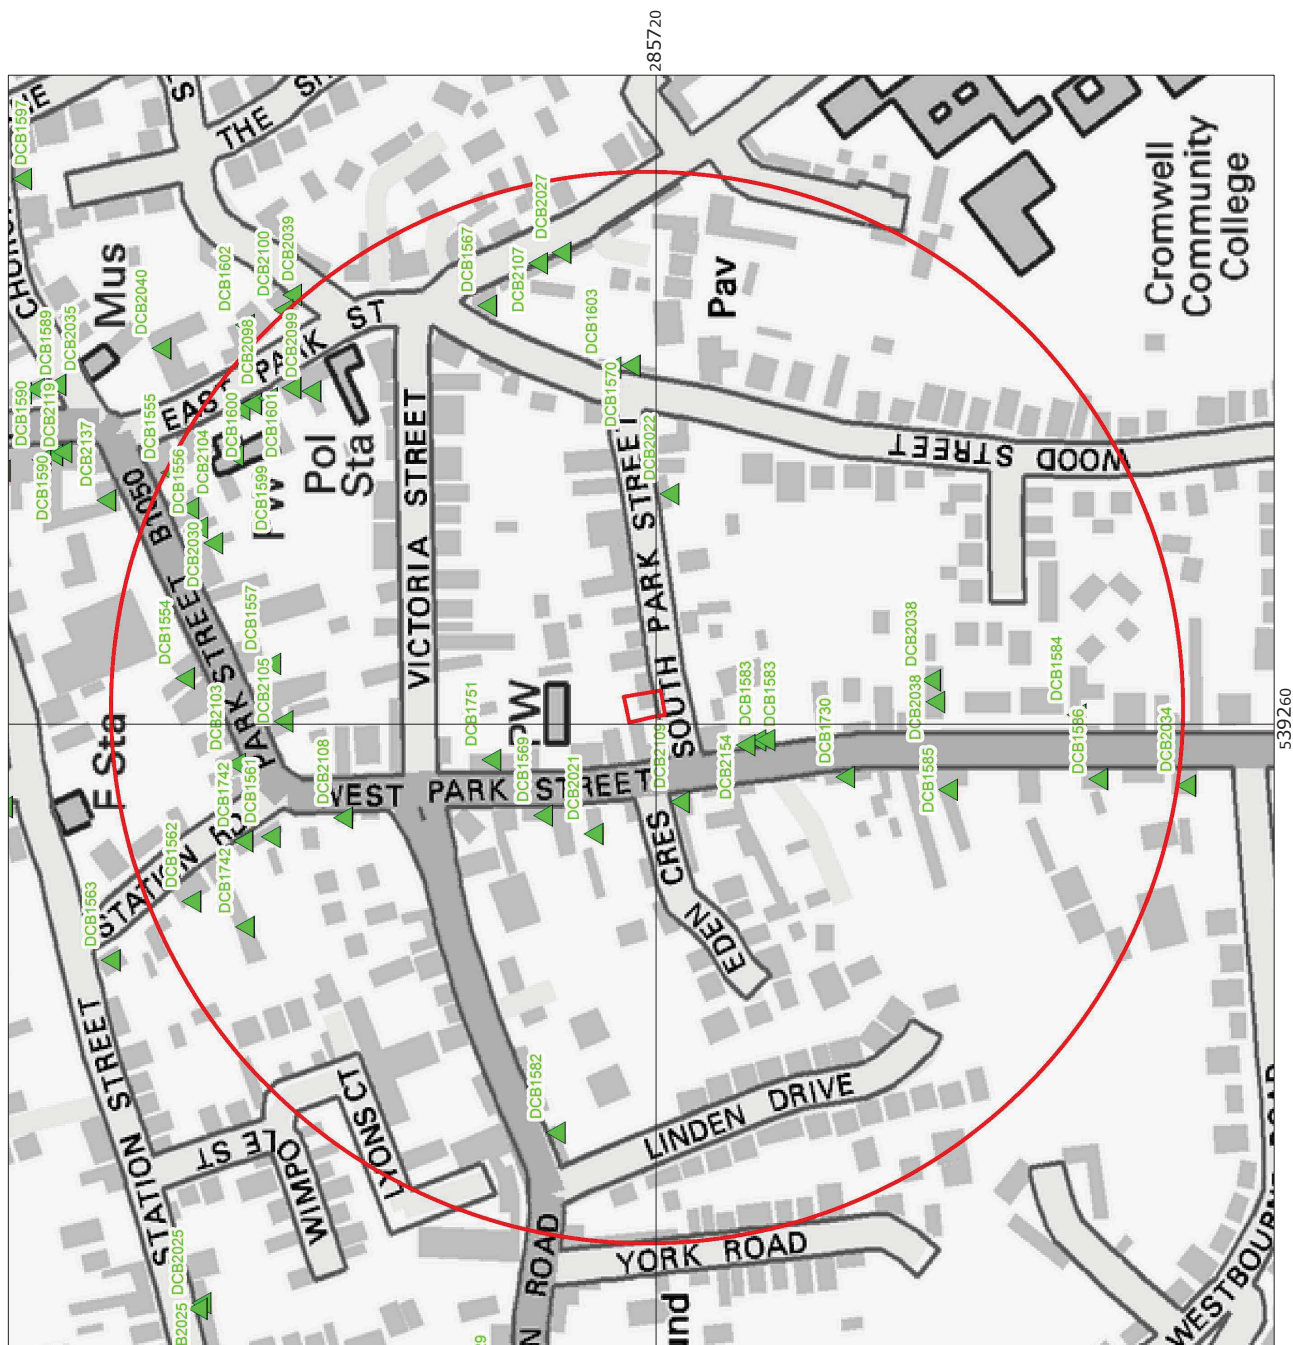 285720
539260
DCB1597
DCB1590
DCB1589
DCB2119
DCB2035
DCB1590
DCB2137
THE
Mus
DCB2040
DCB1602
DCB2100
DCB2039
DCB2098
DCB2099
EAST PARK ST
DCB1555
DCB1556
DCB2104
DCB1600
DCB1601
DCB1599
Pol
Sta
DCB1567
DCB2107
DCB2027
DCB1603
DCB1570
DCB2022
Pav
Cromwell
Community
College
WOOD STREET
B1050
PARK STREET
DCB2030
DCB1554
DCB1557
DCB2105
DCB2103
DCB1742
DCB1561
DCB2108
VICTORIA STREET
SOUTH PARK STREET
PW
DCB1751
DCB1569
DCB2021
DCB2109
DCB2154
DCB1583
DCB1583
DCB1730
DCB2038
DCB2038
DCB1585
DCB1584
DCB1586
DCB2034
F Sta
WEST PARK STREET
DCB1562
DCB1742
DCB1563
STATION
EDEN CRES
STATION STREET
WIMPOLE ST
LYONS CT
DCB1582
LINDEN DRIVE
YORK ROAD
ROAD
DCB2025
WESTBOURNE ROAD